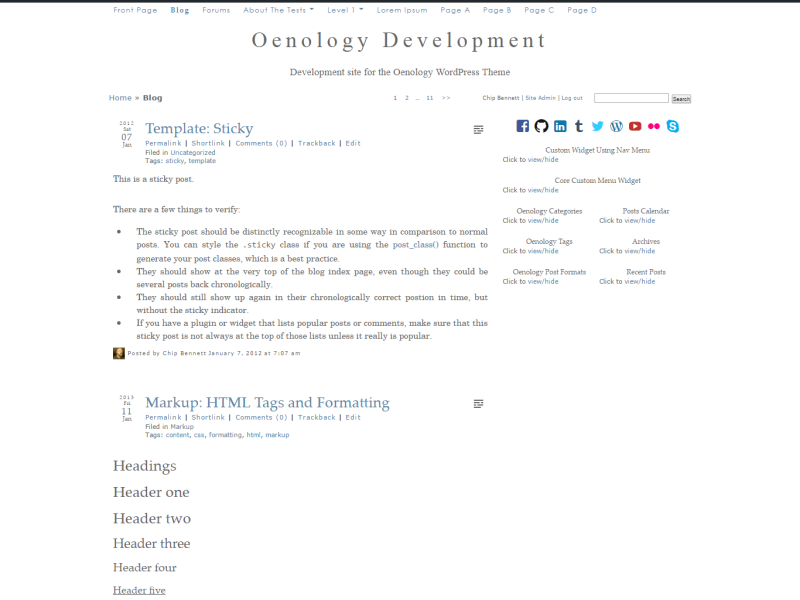 Front Page Blog Forums About The Tests Level 1 Lorem Ipsum Page A Page B Page C Page D
Oenology Development
Development site for the Oenology WordPress Theme
Home » Blog
1 2 … 11 >>
Chip Bennett | Site Admin | Log out
Search
2012
Sat
07
Jan
Template: Sticky
Permalink | Shortlink | Comments (0) | Trackback | Edit
Filed in Uncategorized
Tags: sticky, template
This is a sticky post.
There are a few things to verify:
• The sticky post should be distinctly recognizable in some way in comparison to normal
posts. You can style the .sticky class if you are using the post_class() function to
generate your post classes, which is a best practice.
• They should show at the very top of the blog index page, even though they could be
several posts back chronologically.
• They should still show up again in their chronologically correct postion in time, but
without the sticky indicator.
• If you have a plugin or widget that lists popular posts or comments, make sure that this
sticky post is not always at the top of those lists unless it really is popular.
Posted by Chip Bennett January 7, 2012 at 7:07 am
2013
Fri
11
Jan
Markup: HTML Tags and Formatting
Permalink | Shortlink | Comments (0) | Trackback | Edit
Filed in Markup
Tags: content, css, formatting, html, markup
Headings
Header one
Header two
Header three
Header four
Header five
Custom Widget Using Nav Menu
Click to view/hide
Core Custom Menu Widget
Click to view/hide
Oenology Categories
Click to view/hide
Posts Calendar
Click to view/hide
Oenology Tags
Click to view/hide
Archives
Click to view/hide
Oenology Post Formats
Click to view/hide
Recent Posts
Click to view/hide